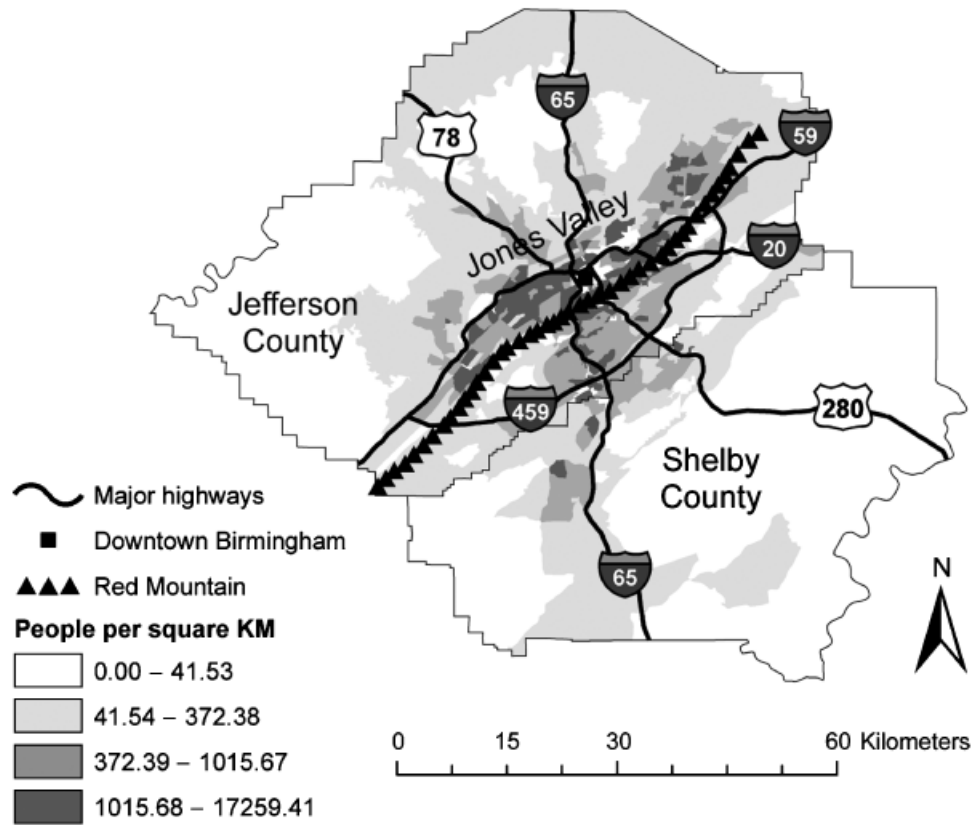 65
78
59
Jones Valley
20
Jefferson
County
459
280
Shelby
County
65
Major highways
Downtown Birmingham
Red Mountain
People per square KM
0.00 – 41.53
41.54 – 372.38
372.39 – 1015.67
1015.68 – 17259.41
N
0 15 30 60 Kilometers